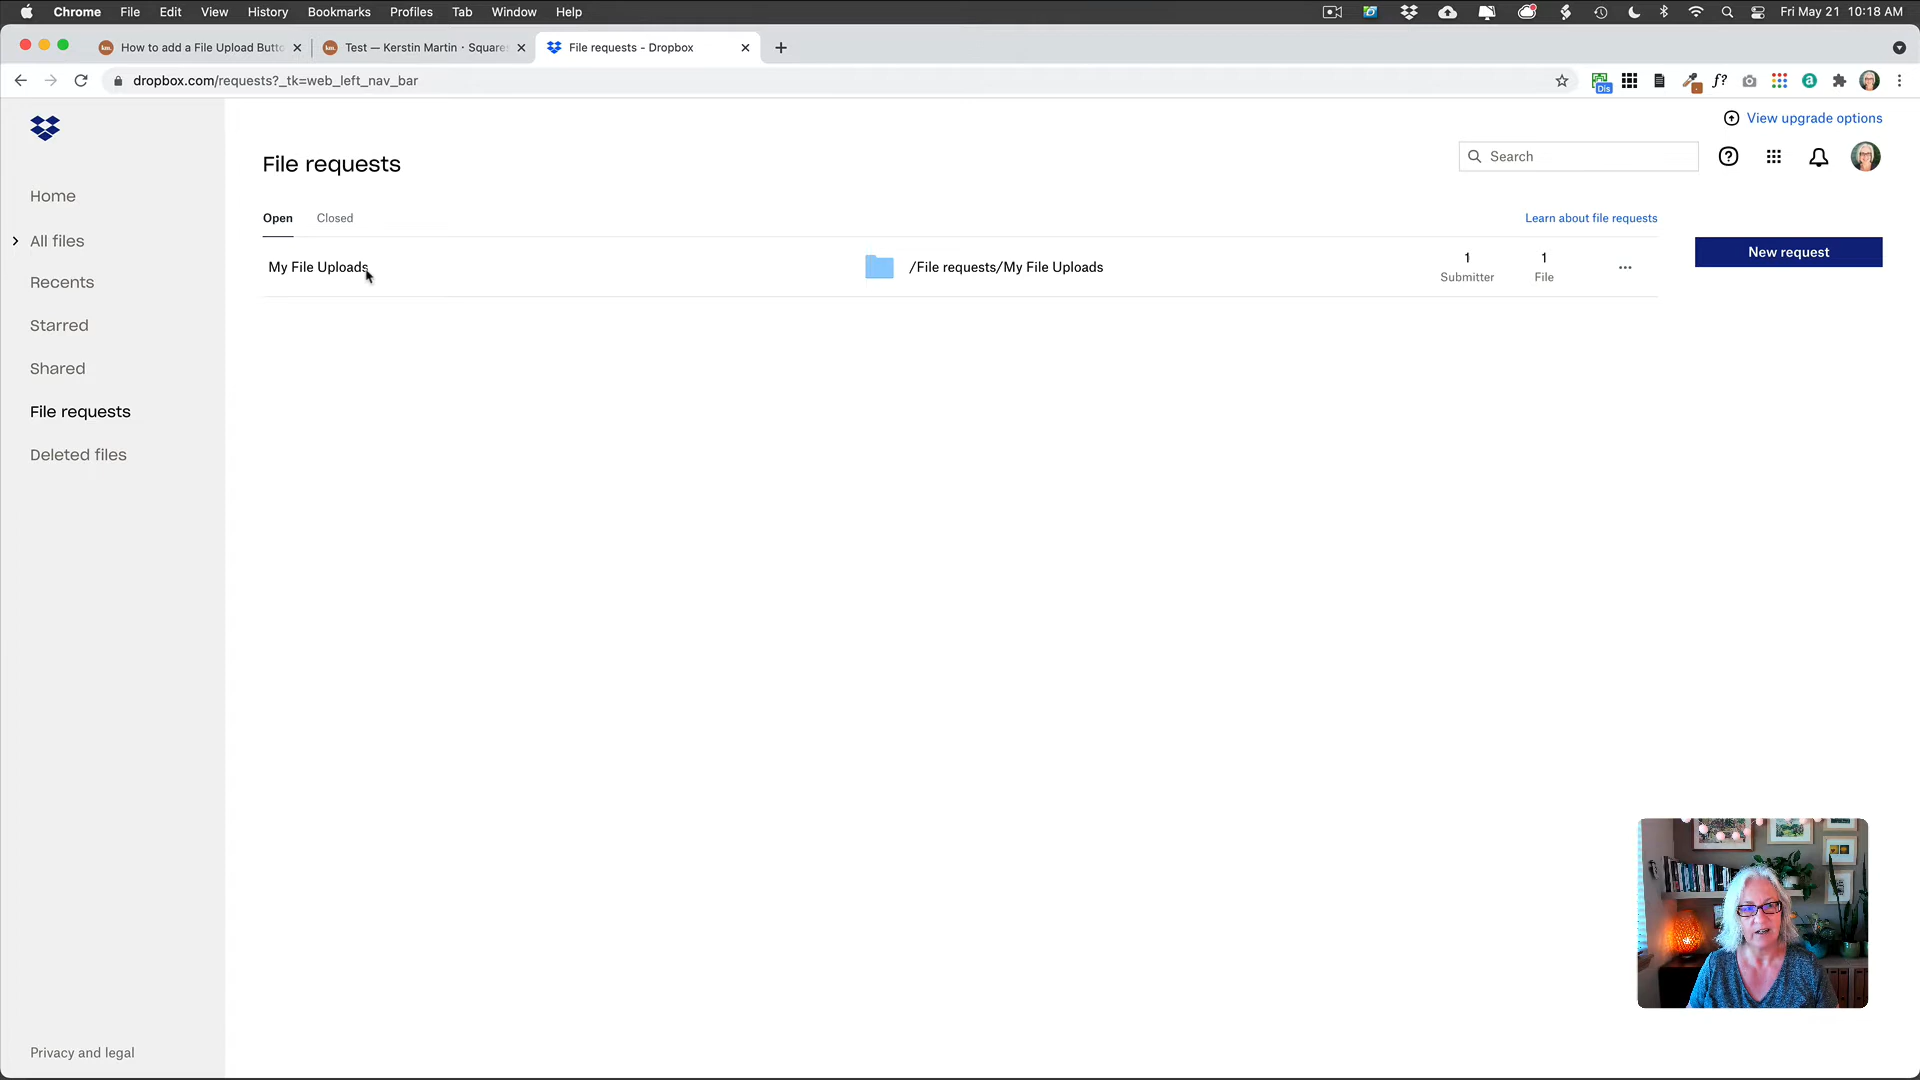 Chrome File Edit View History Bookmarks Profiles Tab Window Help Fri May 21 10:18 AM
How to add a File Upload Butto Test — Kerstin Martin · Square File requests - Dropbox
dropbox.com/requests?_tk=web_left_nav_bar
Dis
View upgrade options
File requests
Search
Home
Open Closed Learn about file requests
All files
New request
My File Uploads /File requests/My File Uploads
1 1
Submitter File
Recents
Starred
Shared
File requests
Deleted files
Privacy and legal